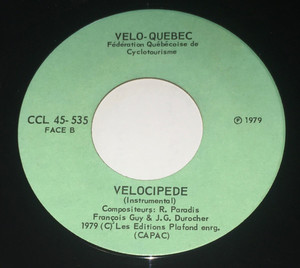 VELO-QUEBEC
Fédération Québécoise de
Cyclotourisme
CCL 45-535
FACE B
℗ 1979
VELOCIPEDE
(Instrumental)
Compositeurs: R. Paradis
François Guy & J.G. Durocher
1979 (C) Les Editions Plafond enrg.
(CAPAC)